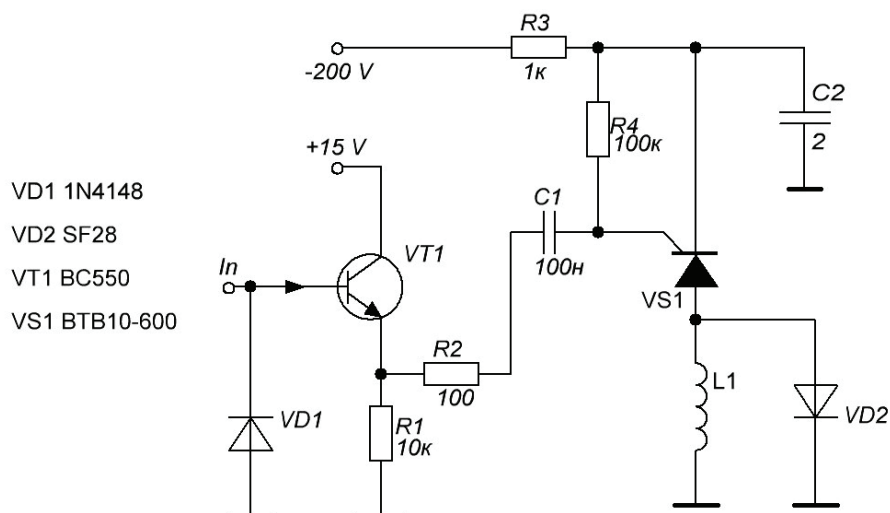 R3
1к
-200 V
R4
100к
C2
2
+15 V
VD1 1N4148
VD2 SF28
VT1 BC550
VS1 BTB10-600
C1
100н
VT1
In
VS1
R2
100
L1
VD1
R1
10к
VD2